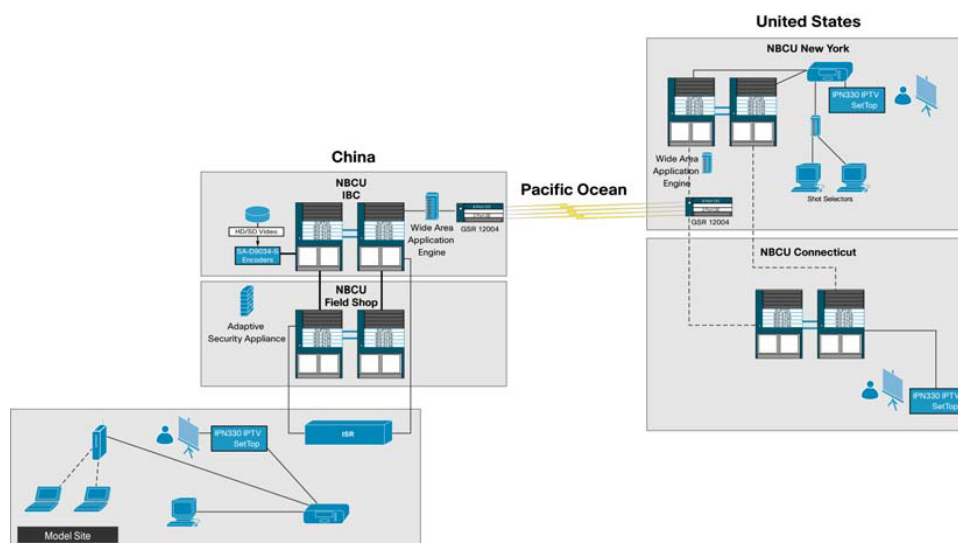 United States
NBCU New York
IPN330 IPTV
SetTop
Wide Area
Application
Engine
Shot Selectors
GSR 12004
China
NBCU
IBC
HD/SD Video
SA-D9034-S
Encoders
Wide Area
Application
Engine
GSR 12004
Pacific Ocean
NBCU Connecticut
IPN330 IPTV
SetTop
NBCU
Field Shop
Adaptive
Security Appliance
IPN330 IPTV
SetTop
ISR
Model Site